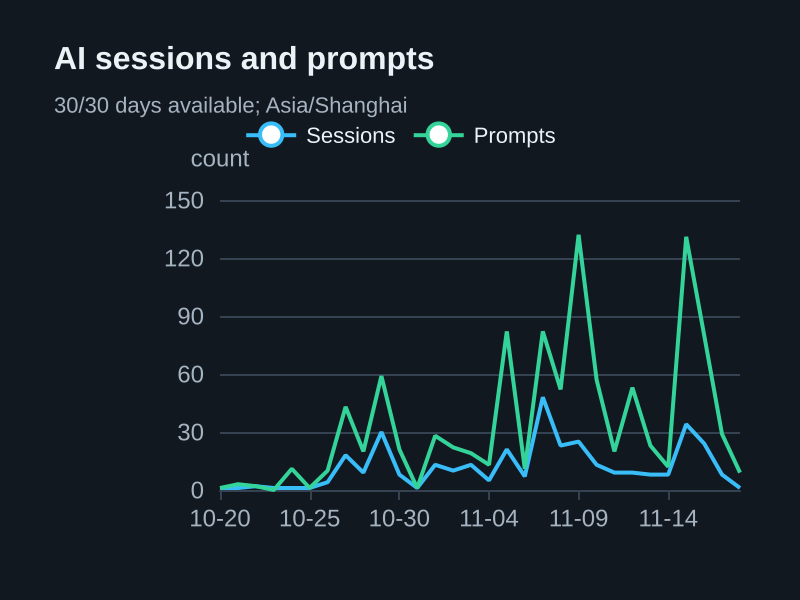 AI sessions and prompts
30/30 days available; Asia/Shanghai
Sessions Prompts
count
150
120
90
60
30
0
10-20 10-25 10-30 11-04 11-09 11-14